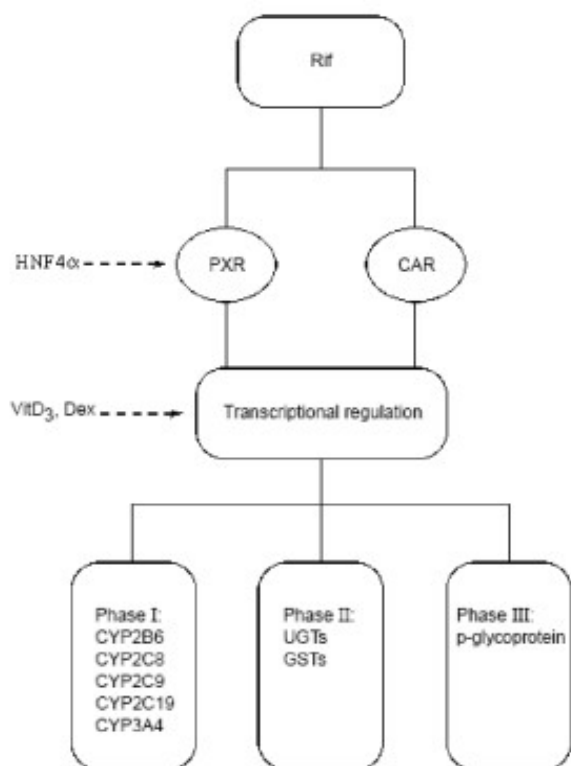 Rif
HNF4α
PXR
CAR
VitD₃, Dex
Transcriptional regulation
Phase I:
CYP2B6
CYP2C8
CYP2C9
CYP2C19
CYP3A4
Phase II:
UGTs
GSTs
Phase III:
p-glycoprotein